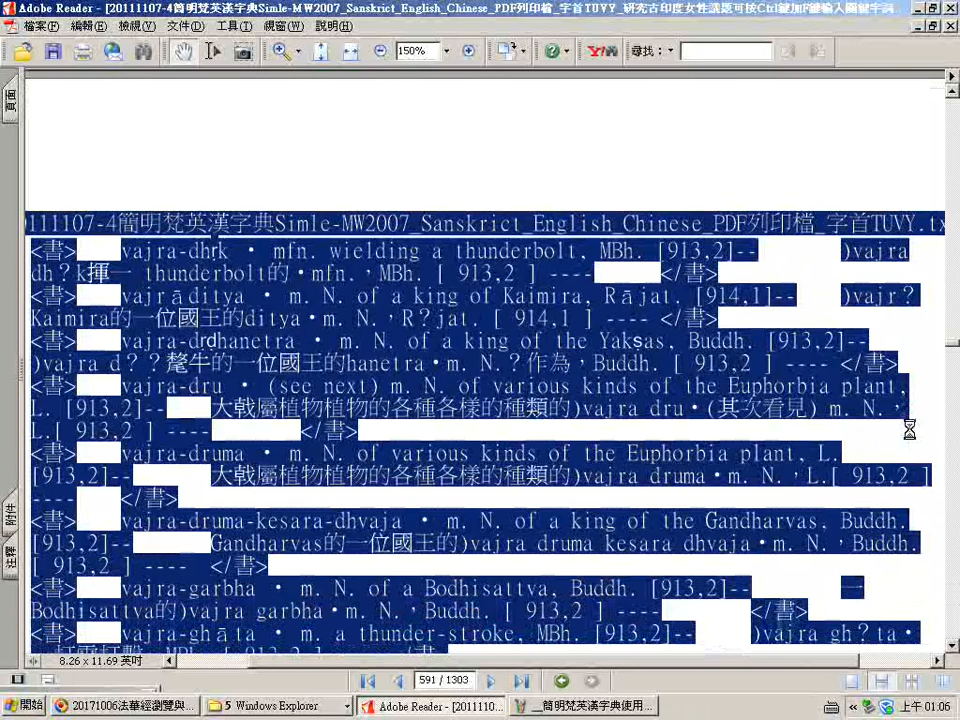 Adobe Reader - [20111107-4簡明梵英漢字典Simle-MW2007_Sanskrict_English_Chinese_PDF列印檔_字首TUVY_研究古印度女性議題可按Ctrl鍵加F鍵輸入關鍵字詞...
檔案(F) 編輯(E) 檢視(V) 文件(D) 工具(T) 視窗(W) 說明(H)
150% 尋找:
頁面
111107-4簡明梵英漢字典Simle-MW2007_Sanskrict_English_Chinese_PDF列印檔_字首TUVY.tx
<書> vajra-dhṛk · mfn. wielding a thunderbolt, MBh. [913,2]-- )vajra
dh?k揮一 thunderbolt的·mfn.,MBh. [ 913,2 ] ---- </書>
<書> vajrāditya · m. N. of a king of Kaimira, Rājat. [914,1]-- )vajr?
Kaimira的一位國王的ditya·m. N.,R?jat. [ 914,1 ] ---- </書>
<書> vajra-dṛḍhanetra · m. N. of a king of the Yakṣas, Buddh. [913,2]--
)vajra d??氂牛的一位國王的hanetra·m. N.?作為,Buddh. [ 913,2 ] ---- </書>
<書> vajra-dru · (see next) m. N. of various kinds of the Euphorbia plant,
L. [913,2]-- 大戟屬植物植物的各種各樣的種類的)vajra dru·(其次看見) m. N.,
L.[ 913,2 ] ---- </書>
<書> vajra-druma · m. N. of various kinds of the Euphorbia plant, L.
[913,2]-- 大戟屬植物植物的各種各樣的種類的)vajra druma·m. N.,L.[ 913,2 ]
---- </書>
<書> vajra-druma-kesara-dhvaja · m. N. of a king of the Gandharvas, Buddh.
[913,2]-- Gandharvas的一位國王的)vajra druma kesara dhvaja·m. N.,Buddh.
[ 913,2 ] ---- </書>
<書> vajra-garbha · m. N. of a Bodhisattva, Buddh. [913,2]-- 一
Bodhisattva的)vajra garbha·m. N.,Buddh. [ 913,2 ] ---- </書>
<書> vajra-ghāta · m. a thunder-stroke, MBh. [913,2]-- )vajra gh?ta·
附件
注釋
8.26 x 11.69 英吋
591 / 1303
開始 20171006法華經瀏覽與... 5 Windows Explorer Adobe Reader - [2011110... __簡明梵英漢字典使用... 上午 01:06